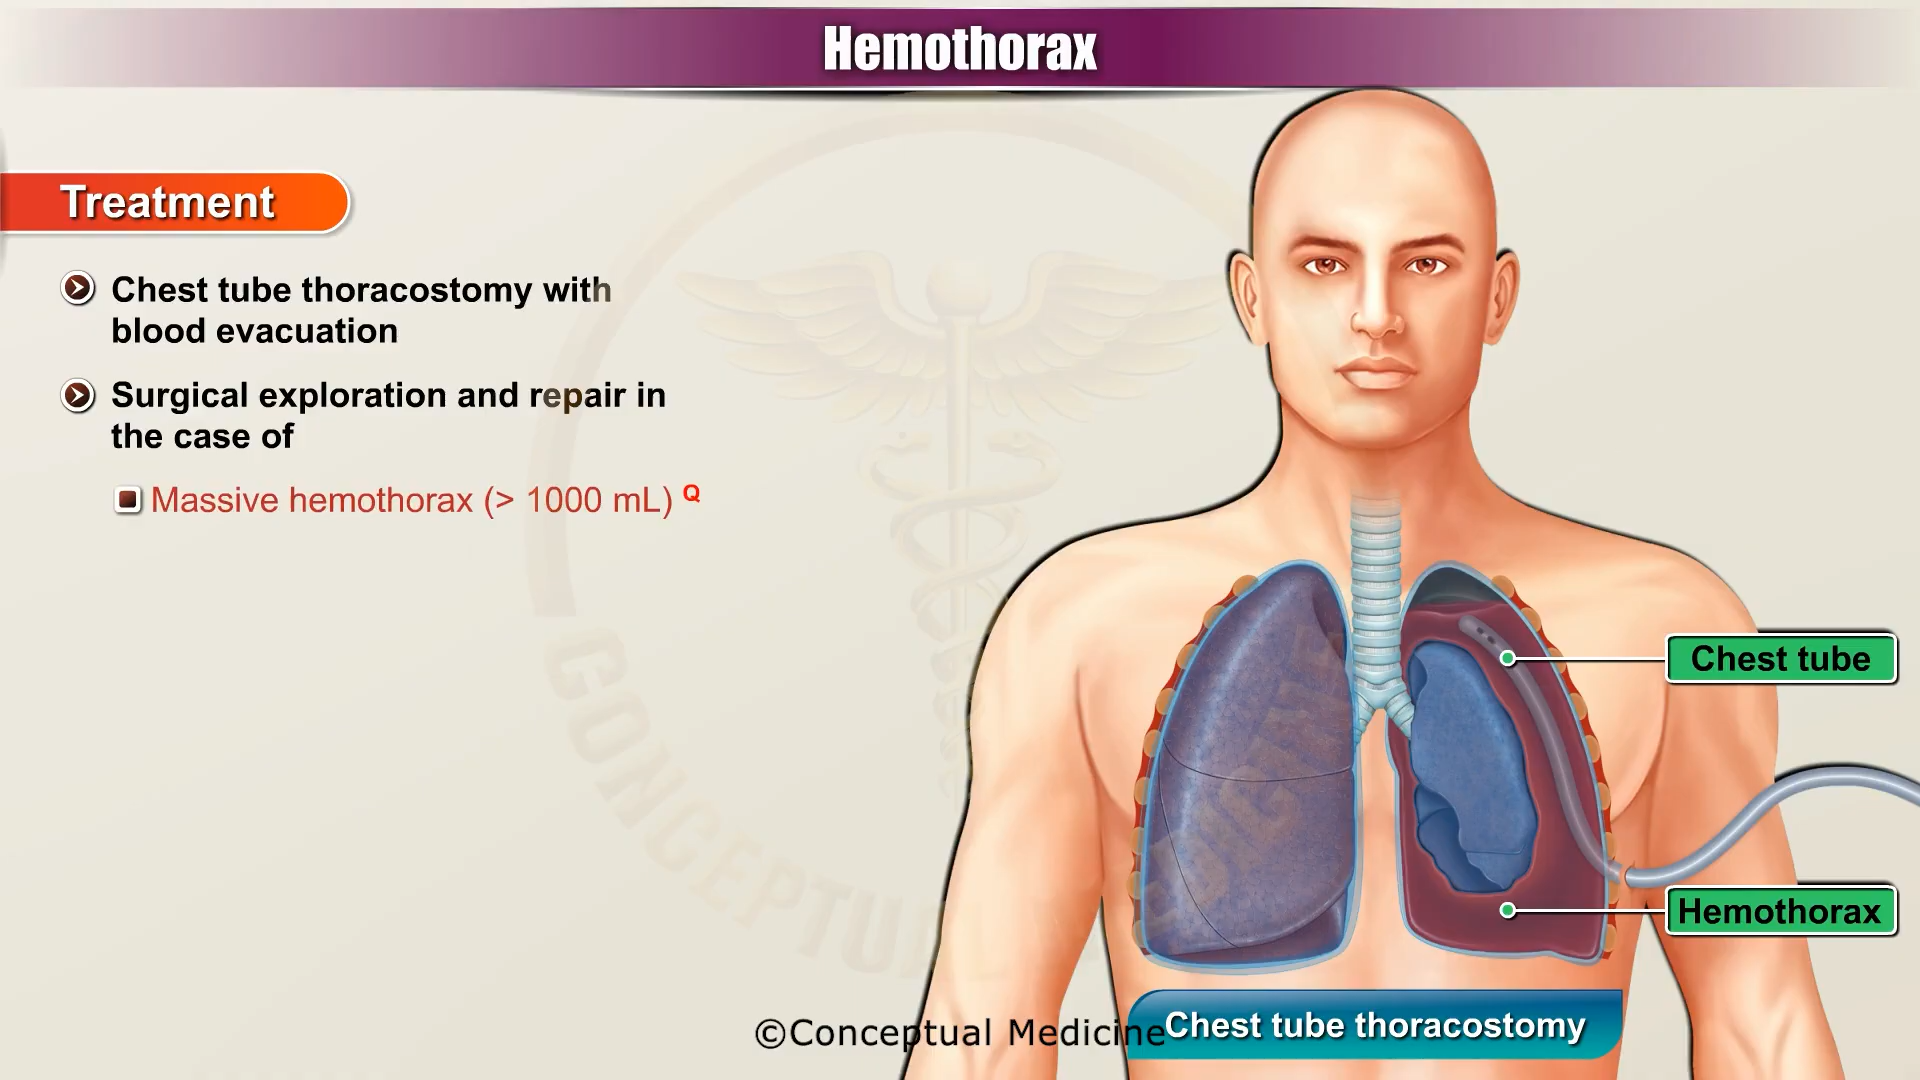 Hemothorax
Treatment
Chest tube thoracostomy with
blood evacuation
Surgical exploration and repair in
the case of
Massive hemothorax (> 1000 mL) Q
Chest tube
Hemothorax
Chest tube thoracostomy
©Conceptual Medicine
CONCEPTUAL